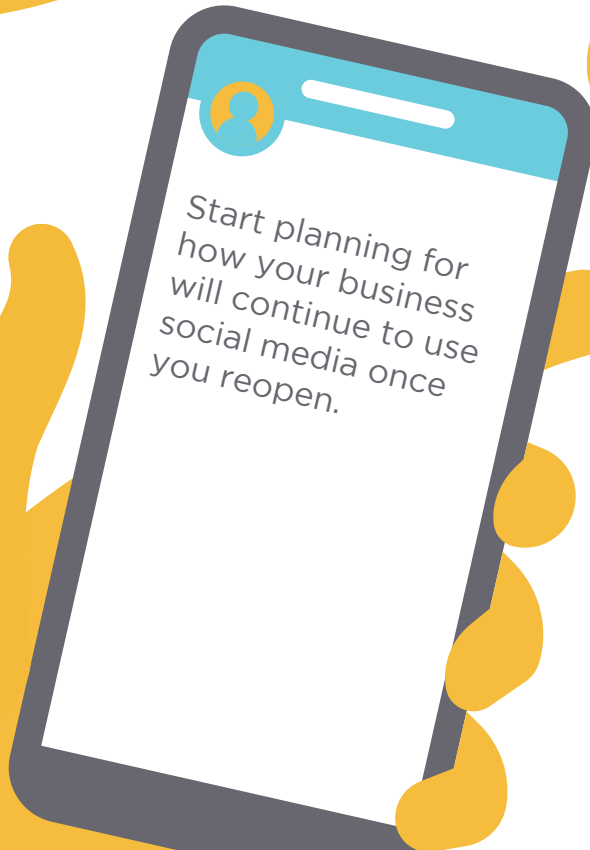 Start planning for
how your business
will continue to use
social media once
you reopen.